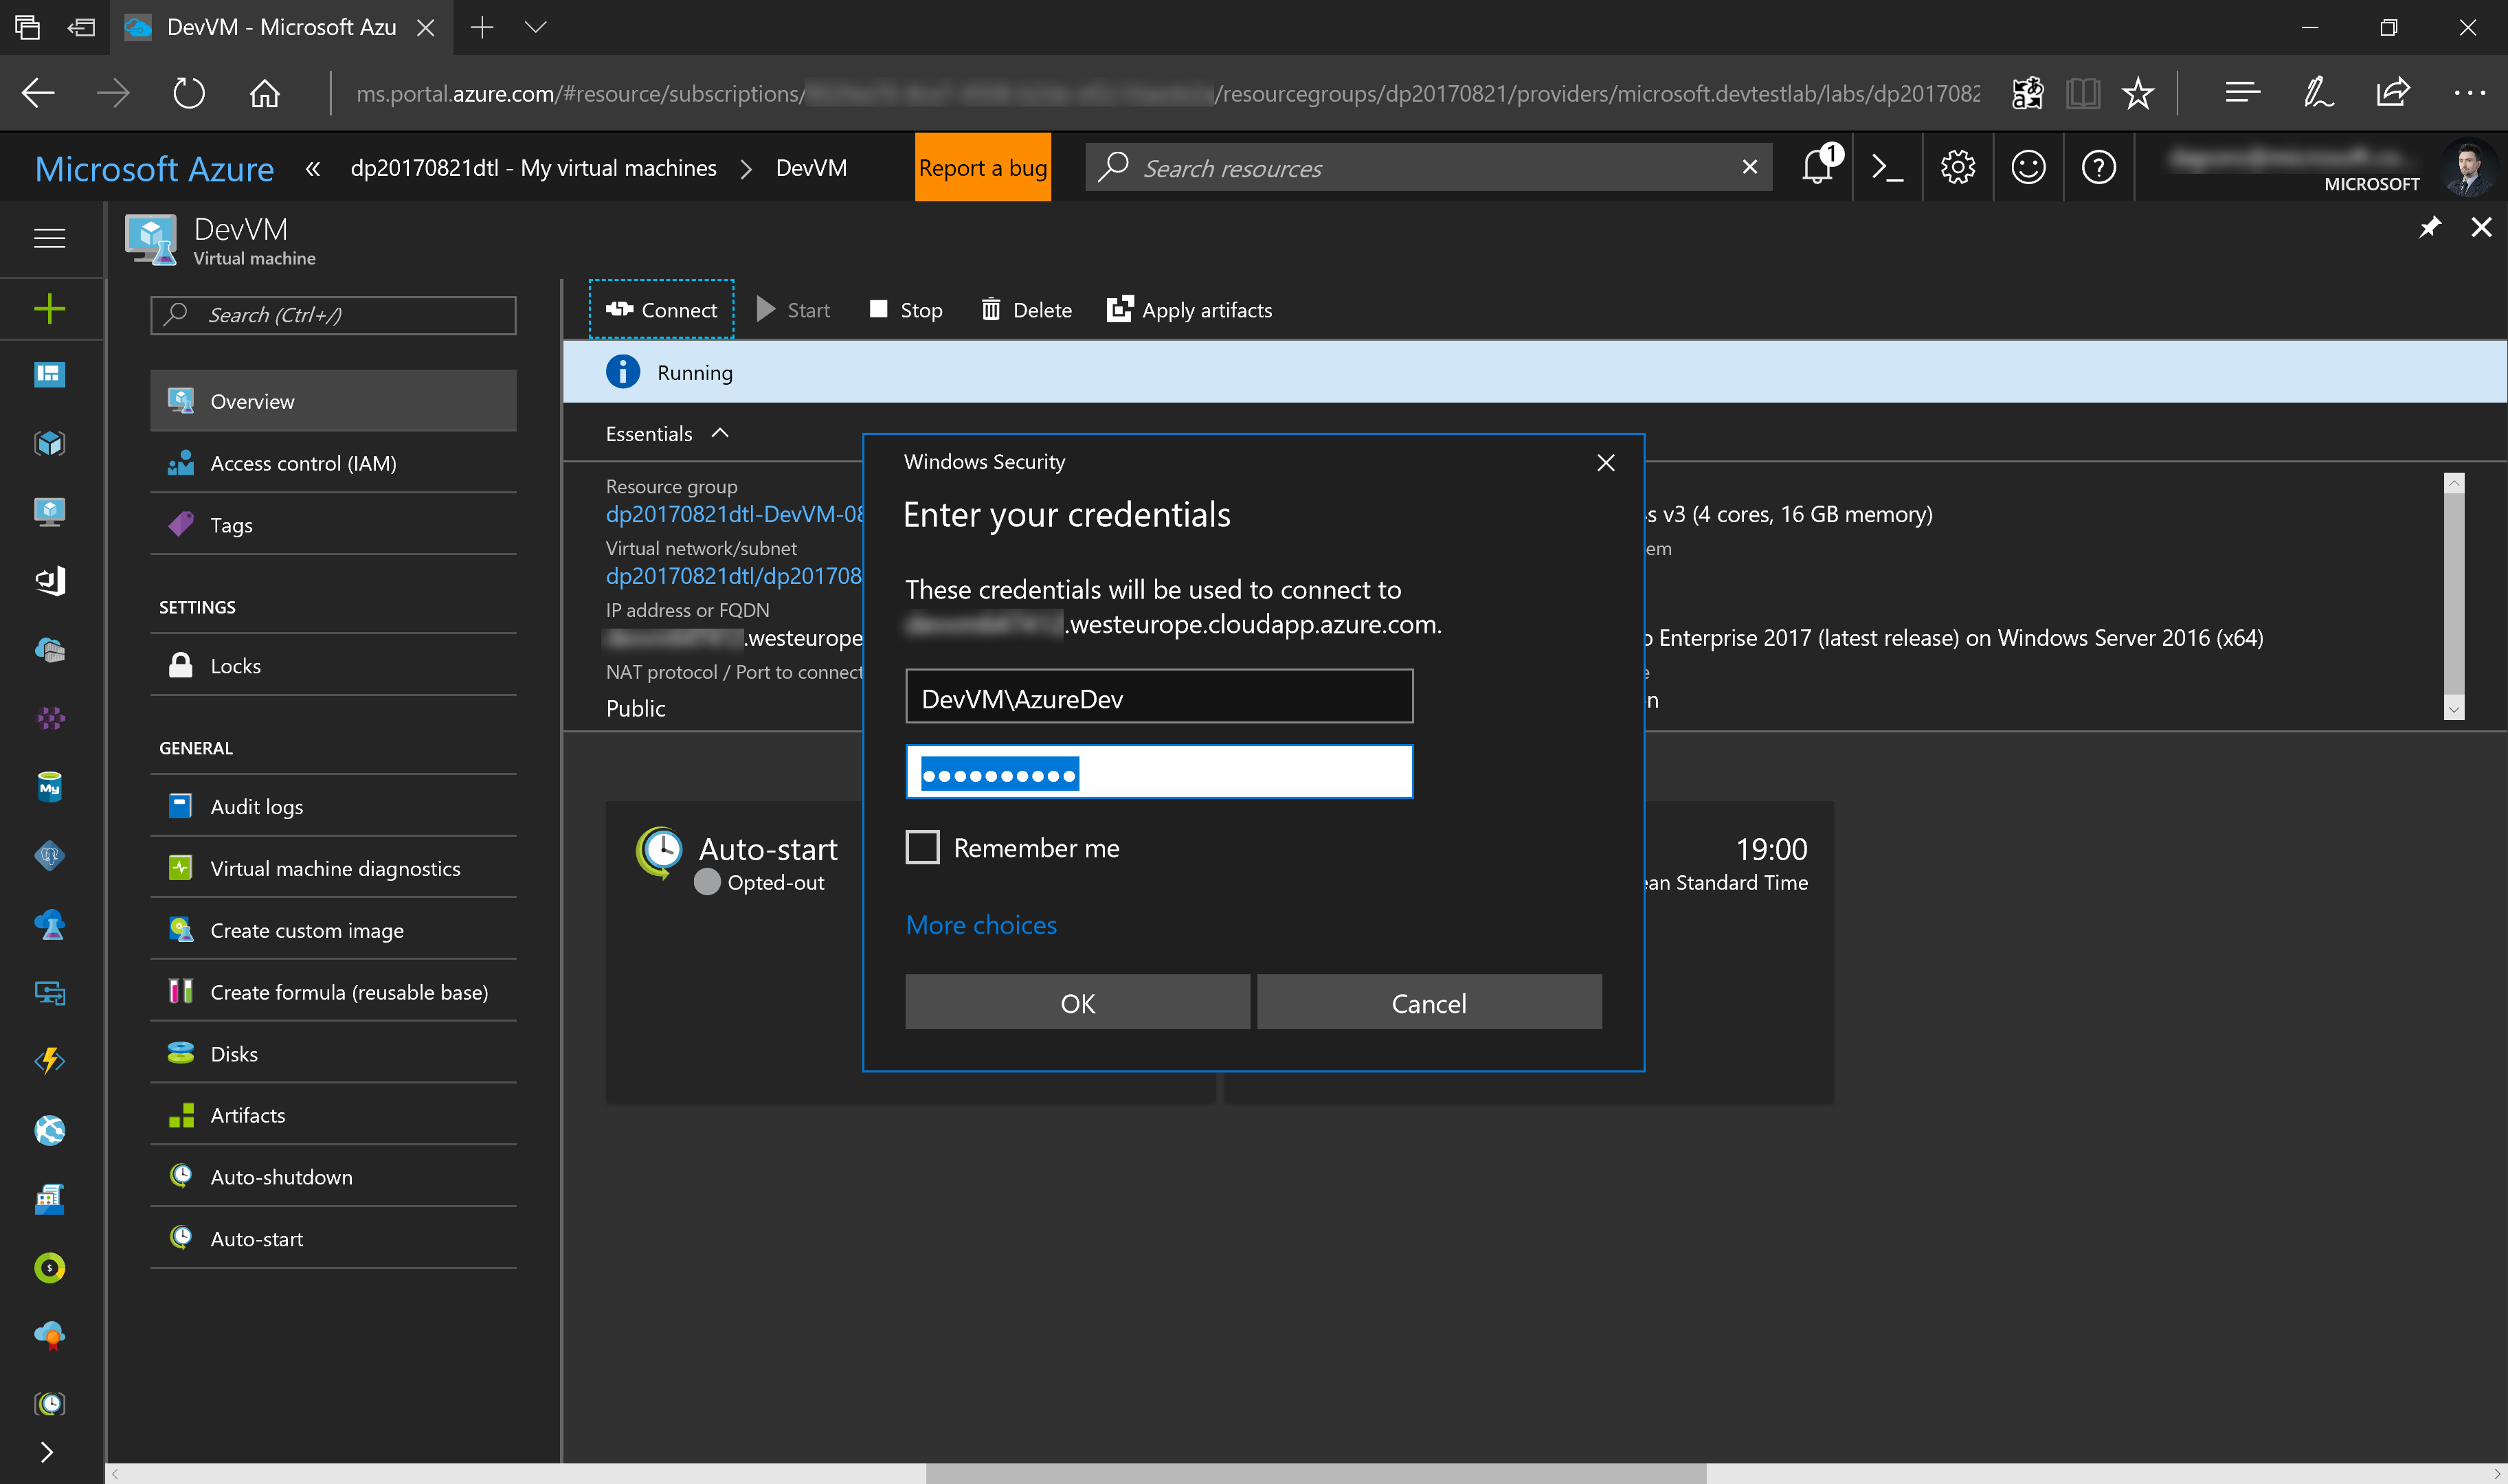 DevVM - Microsoft Azu
ms.portal.azure.com/#resource/subscriptions/
/resourcegroups/dp20170821/providers/microsoft.devtestlab/labs/dp2017082
Microsoft Azure « dp20170821dtl - My virtual machines > DevVM
Report a bug
Search resources
1
MICROSOFT
DevVM
Virtual machine
Search (Ctrl+/)
Overview
Access control (IAM)
Tags
SETTINGS
Locks
GENERAL
Audit logs
Virtual machine diagnostics
Create custom image
Create formula (reusable base)
Disks
Artifacts
Auto-shutdown
Auto-start
My
Connect
Start
Stop
Delete
Apply artifacts
Running
Essentials
Resource group
dp20170821dtl-DevVM-08
Virtual network/subnet
dp20170821dtl/dp201708
IP address or FQDN
.westeurope
NAT protocol / Port to connect
Public
s v3 (4 cores, 16 GB memory)
em
o Enterprise 2017 (latest release) on Windows Server 2016 (x64)
e
n
Auto-start
Opted-out
19:00
ean Standard Time
Windows Security
Enter your credentials
These credentials will be used to connect to
.westeurope.cloudapp.azure.com.
DevVM\AzureDev
Remember me
More choices
OK
Cancel